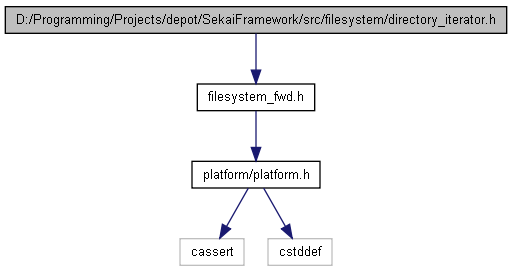 D:/Programming/Projects/depot/SekaiFramework/src/filesystem/directory_iterator.h
filesystem_fwd.h
platform/platform.h
cassert
cstddef